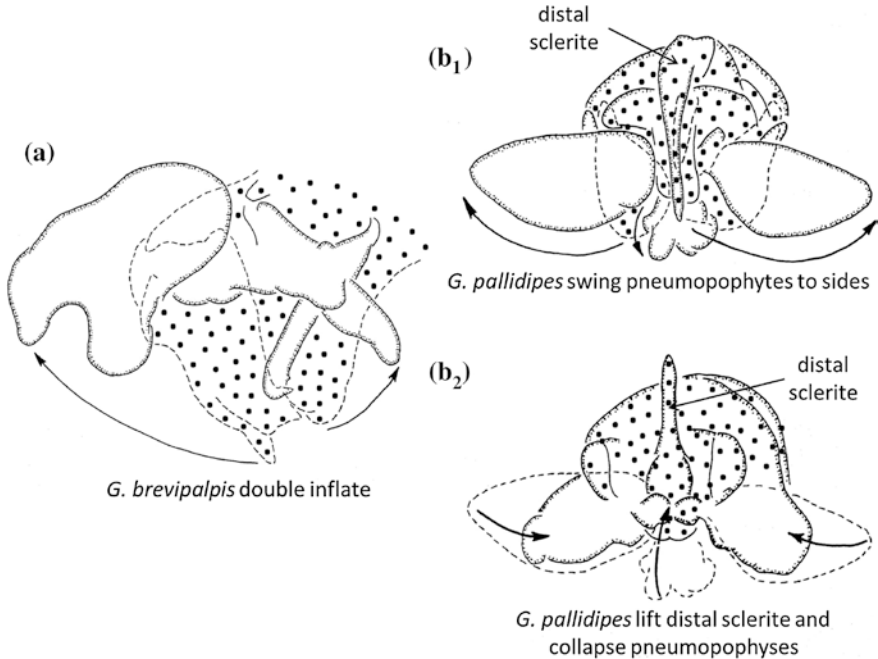 (a)
G. brevipalpis double inflate
(b1)
distal
sclerite
G. pallidipes swing pneumopophytes to sides
(b2)
distal
sclerite
G. pallidipes lift distal sclerite and
collapse pneumopophyses